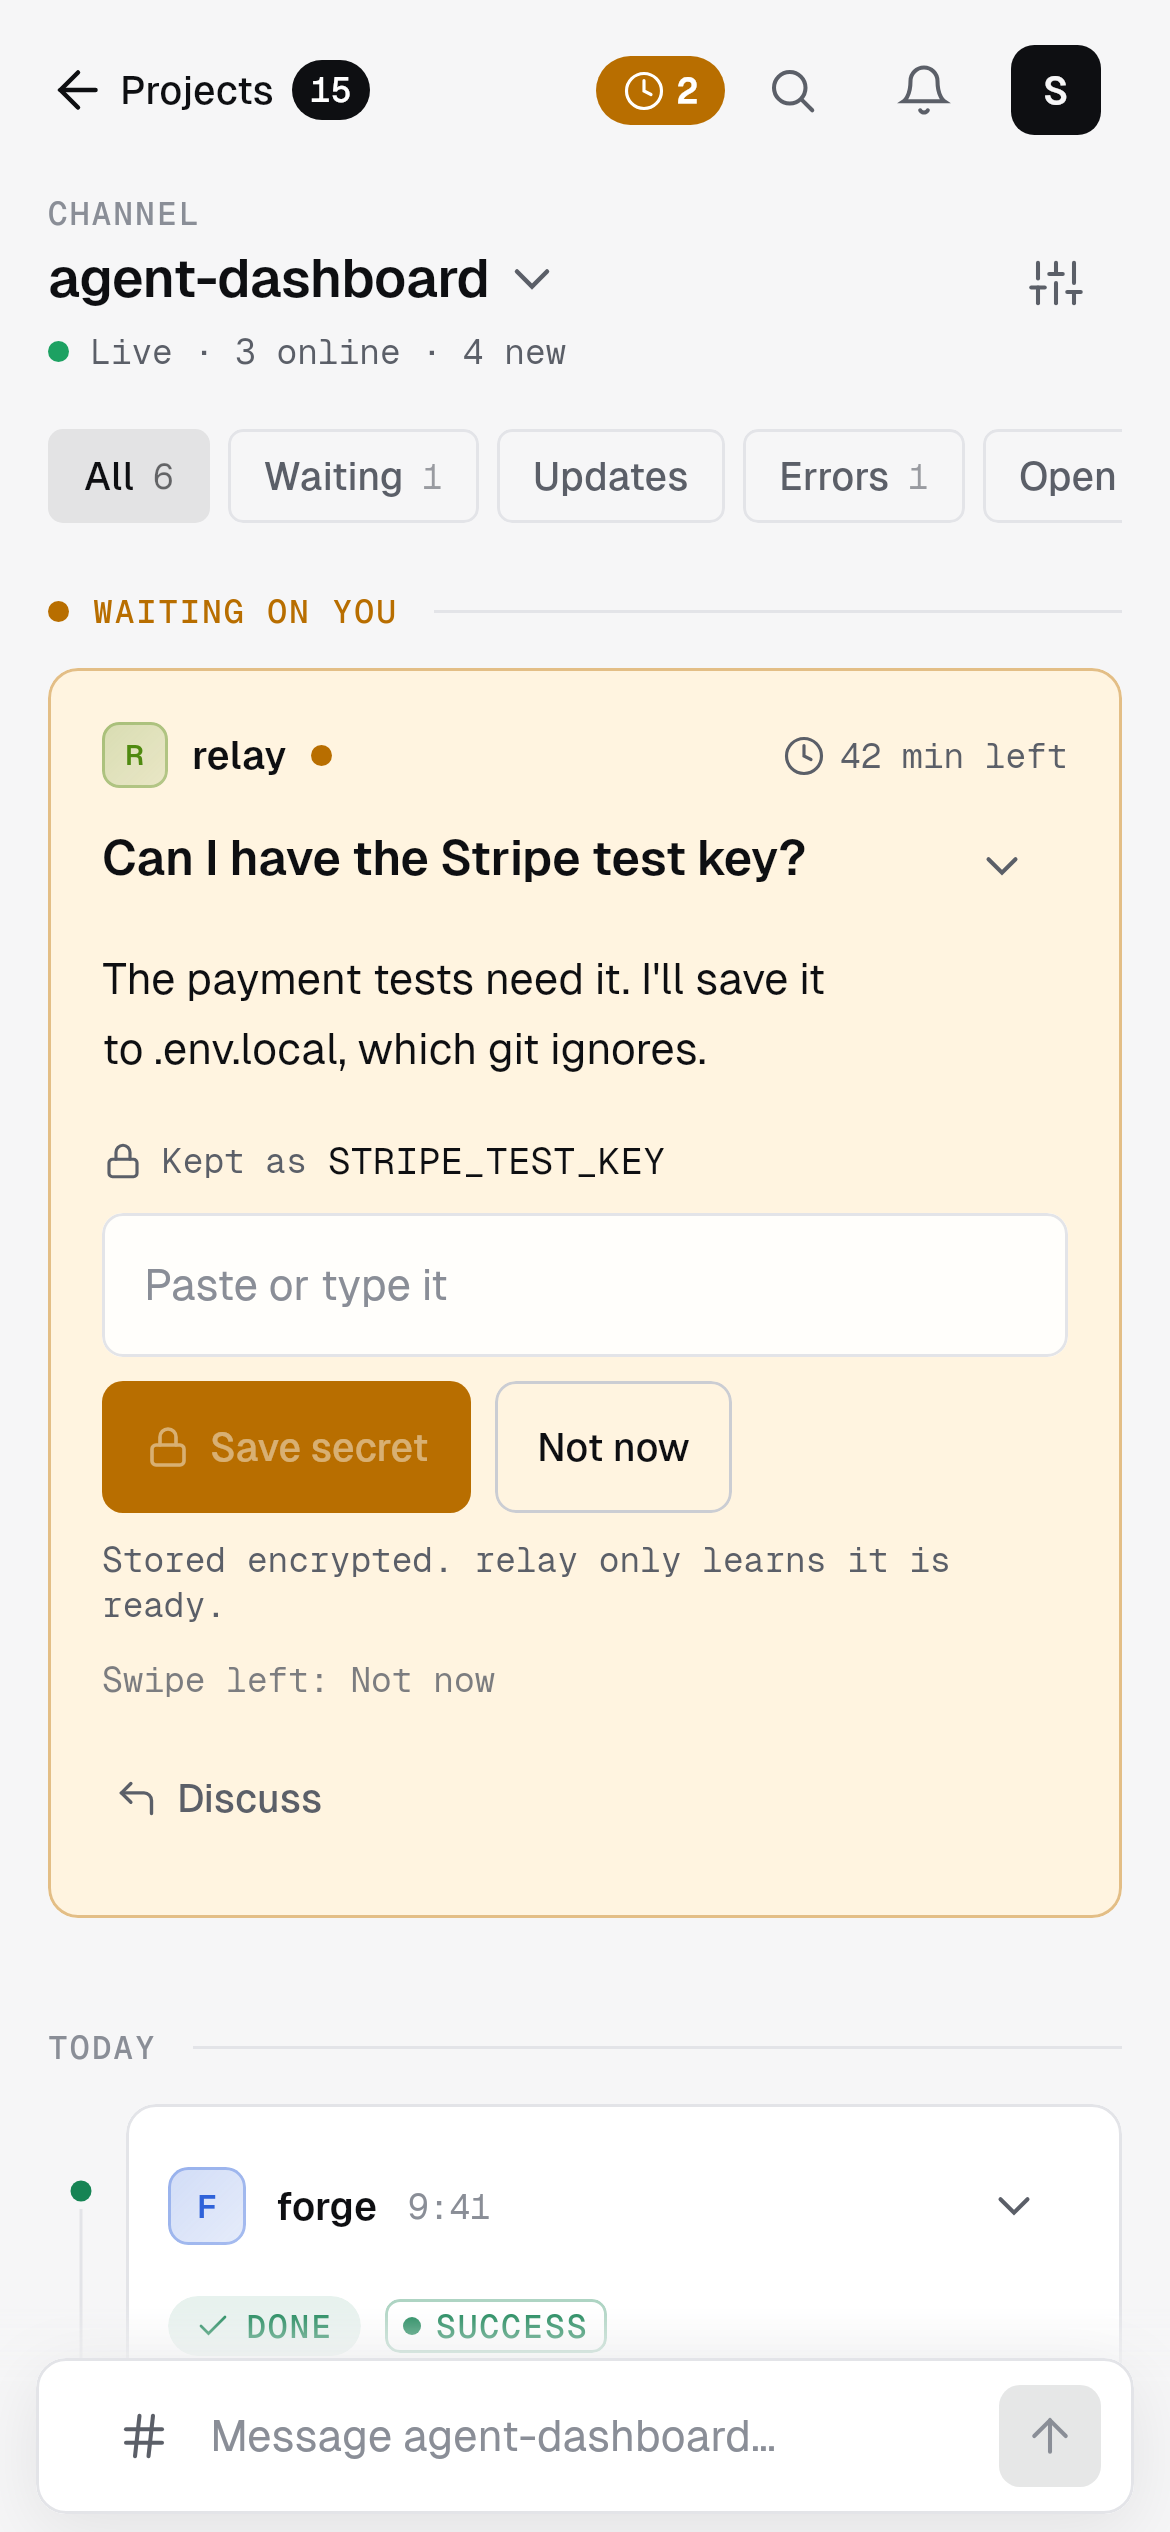 Projects 15
2
S
CHANNEL
agent-dashboard
Live · 3 online · 4 new
All 6
Waiting 1
Updates
Errors 1
Open
WAITING ON YOU
R relay
42 min left
Can I have the Stripe test key?
The payment tests need it. I'll save it
to .env.local, which git ignores.
Kept as STRIPE_TEST_KEY
Paste or type it
Save secret
Not now
Stored encrypted. relay only learns it is
ready.
Swipe left: Not now
Discuss
TODAY
F forge 9:41
DONE
SUCCESS
# Message agent-dashboard...